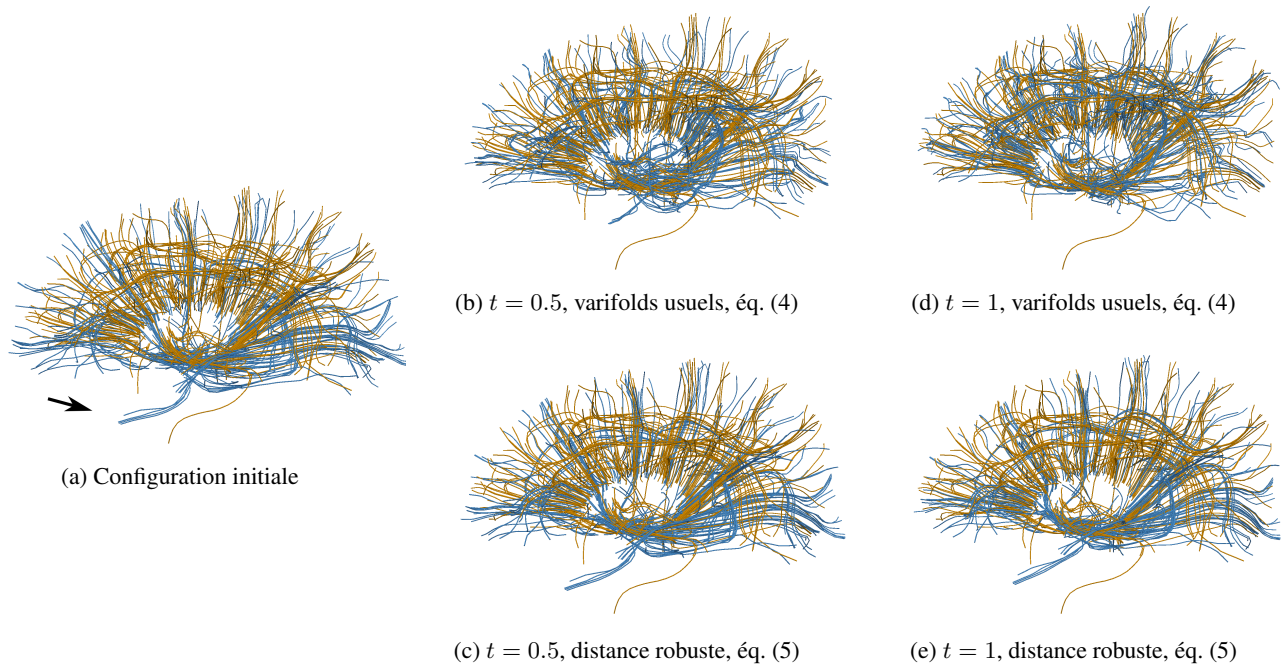 (a) Configuration initiale
(b) t = 0.5, varifolds usuels, éq. (4)
(c) t = 0.5, distance robuste, éq. (5)
(d) t = 1, varifolds usuels, éq. (4)
(e) t = 1, distance robuste, éq. (5)